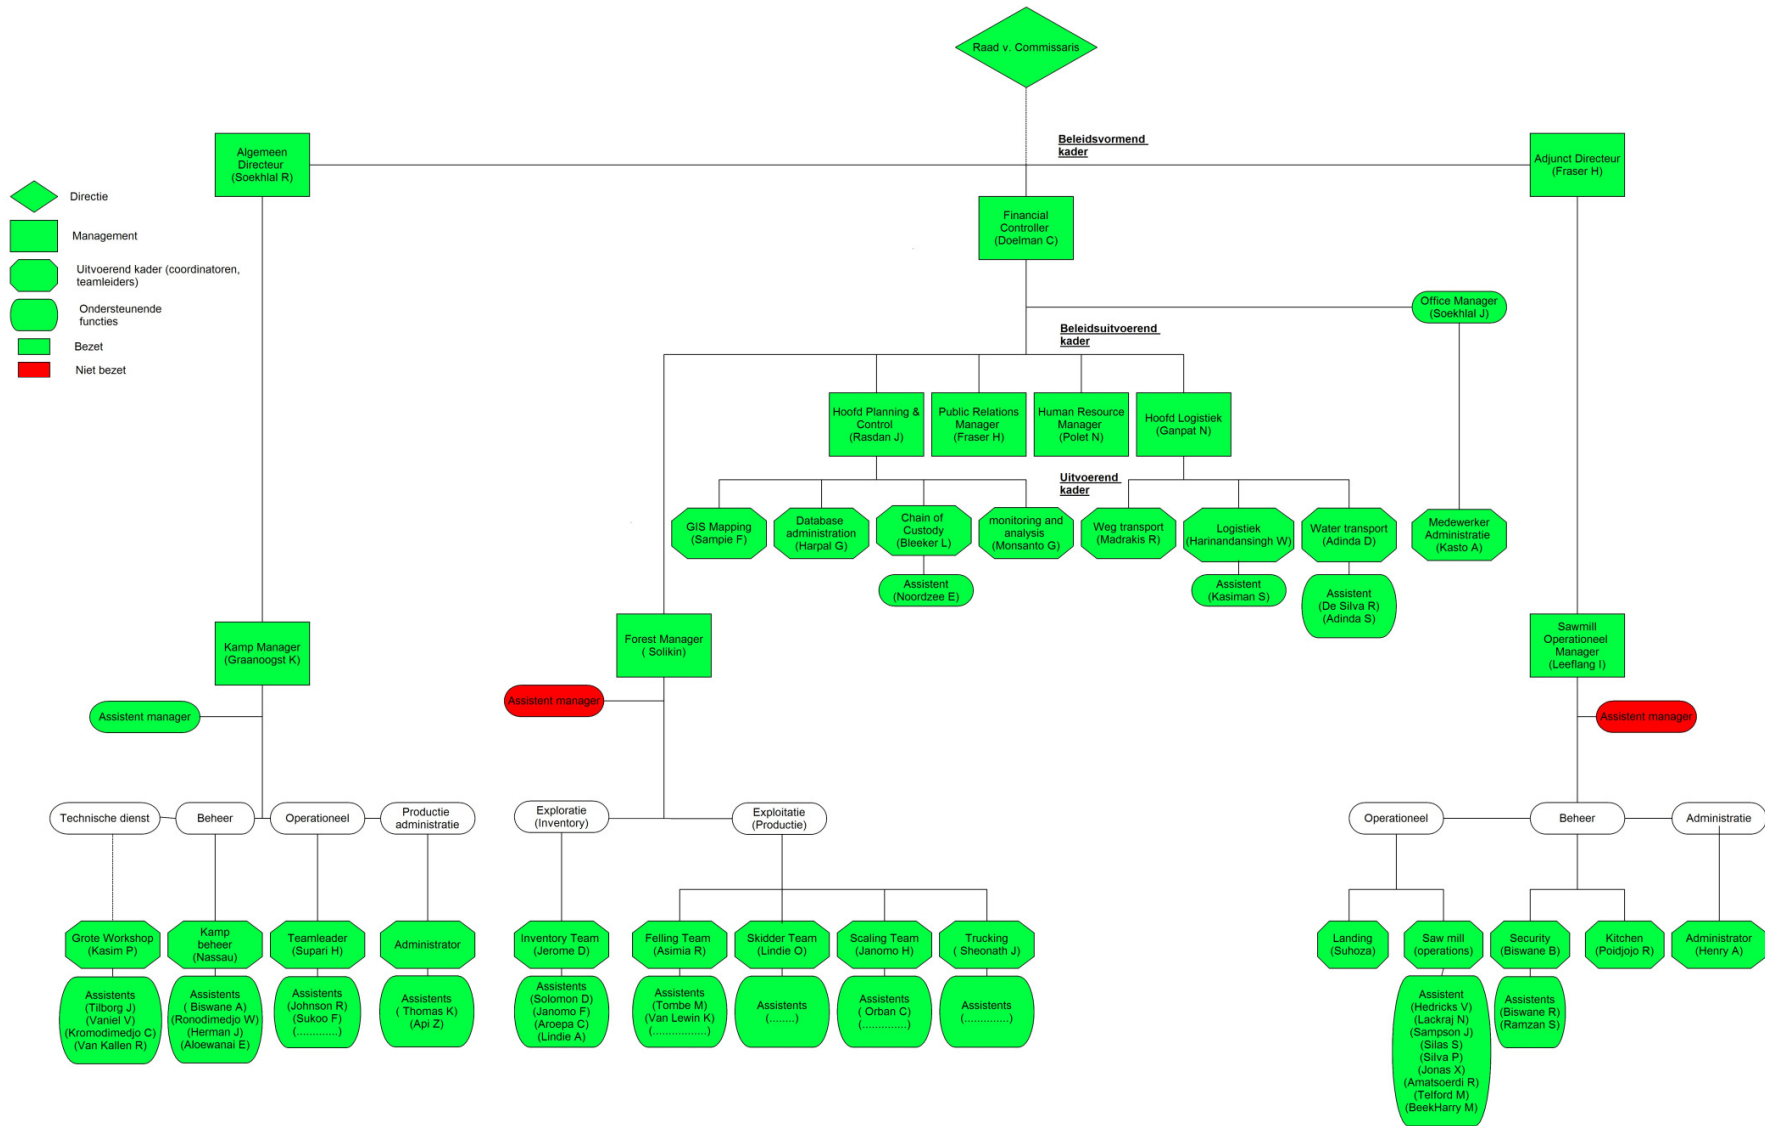 Raad v. Commissaris
Beleidsvormend
kader
Algemeen
Directeur
(Soekhlal R)
Adjunct Directeur
(Fraser H)
Directie
Management
Uitvoerend kader (coordinatoren,
teamleiders)
Ondersteunende
functies
Bezet
Niet bezet
Financial
Controller
(Doelman C)
Office Manager
(Soekhlal J)
Beleidsuitvoerend
kader
Hoofd Planning &
Control
(Rasdan J)
Public Relations
Manager
(Fraser H)
Human Resource
Manager
(Polet N)
Hoofd Logistiek
(Ganpat N)
Uitvoerend
kader
GIS Mapping
(Sampie F)
Database
administration
(Harpal G)
Chain of
Custody
(Bleeker L)
monitoring and
analysis
(Monsanto G)
Weg transport
(Madrakis R)
Logistiek
(Harinandansingh W)
Water transport
(Adinda D)
Medewerker
Administratie
(Kasto A)
Assistent
(Noordzee E)
Assistent
(Kasiman S)
Assistent
(De Silva R)
(Adinda S)
Kamp Manager
(Graanoogst K)
Forest Manager
( Solikin)
Sawmill
Operationeel
Manager
(Leeflang I)
Assistent manager
Assistent manager
Assistent manager
Technische dienst
Beheer
Operationeel
Productie
administratie
Exploratie
(Inventory)
Exploitatie
(Productie)
Operationeel
Beheer
Administratie
Grote Workshop
(Kasim P)
Kamp
beheer
(Nassau)
Teamleader
(Supari H)
Administrator
Inventory Team
(Jerome D)
Felling Team
(Asimia R)
Skidder Team
(Lindie O)
Scaling Team
(Janomo H)
Trucking
( Sheonath J)
Landing
(Suhoza)
Saw mill
(operations)
Security
(Biswane B)
Kitchen
(Poidjojo R)
Administrator
(Henry A)
Assistents
(Tilborg J)
(Vaniel V)
(Kromodimedjo C)
(Van Kallen R)
Assistents
( Biswane A)
(Ronodimedjo W)
(Herman J)
(Aloewanai E)
Assistents
(Johnson R)
(Sukoo F)
(.............)
Assistents
( Thomas K)
(Api Z)
Assistents
(Solomon D)
(Janomo F)
(Aroepa C)
(Lindie A)
Assistents
(Tombe M)
(Van Lewin K)
(................)
Assistents
(........)
Assistents
( Orban C)
(.............)
Assistents
(.............)
Assistent
(Hedricks V)
(Lackraj N)
(Sampson J)
(Silas S)
(Silva P)
(Jonas X)
(Amatsoerdi R)
(Telford M)
(BeekHarry M)
Assistents
(Biswane R)
(Ramzan S)